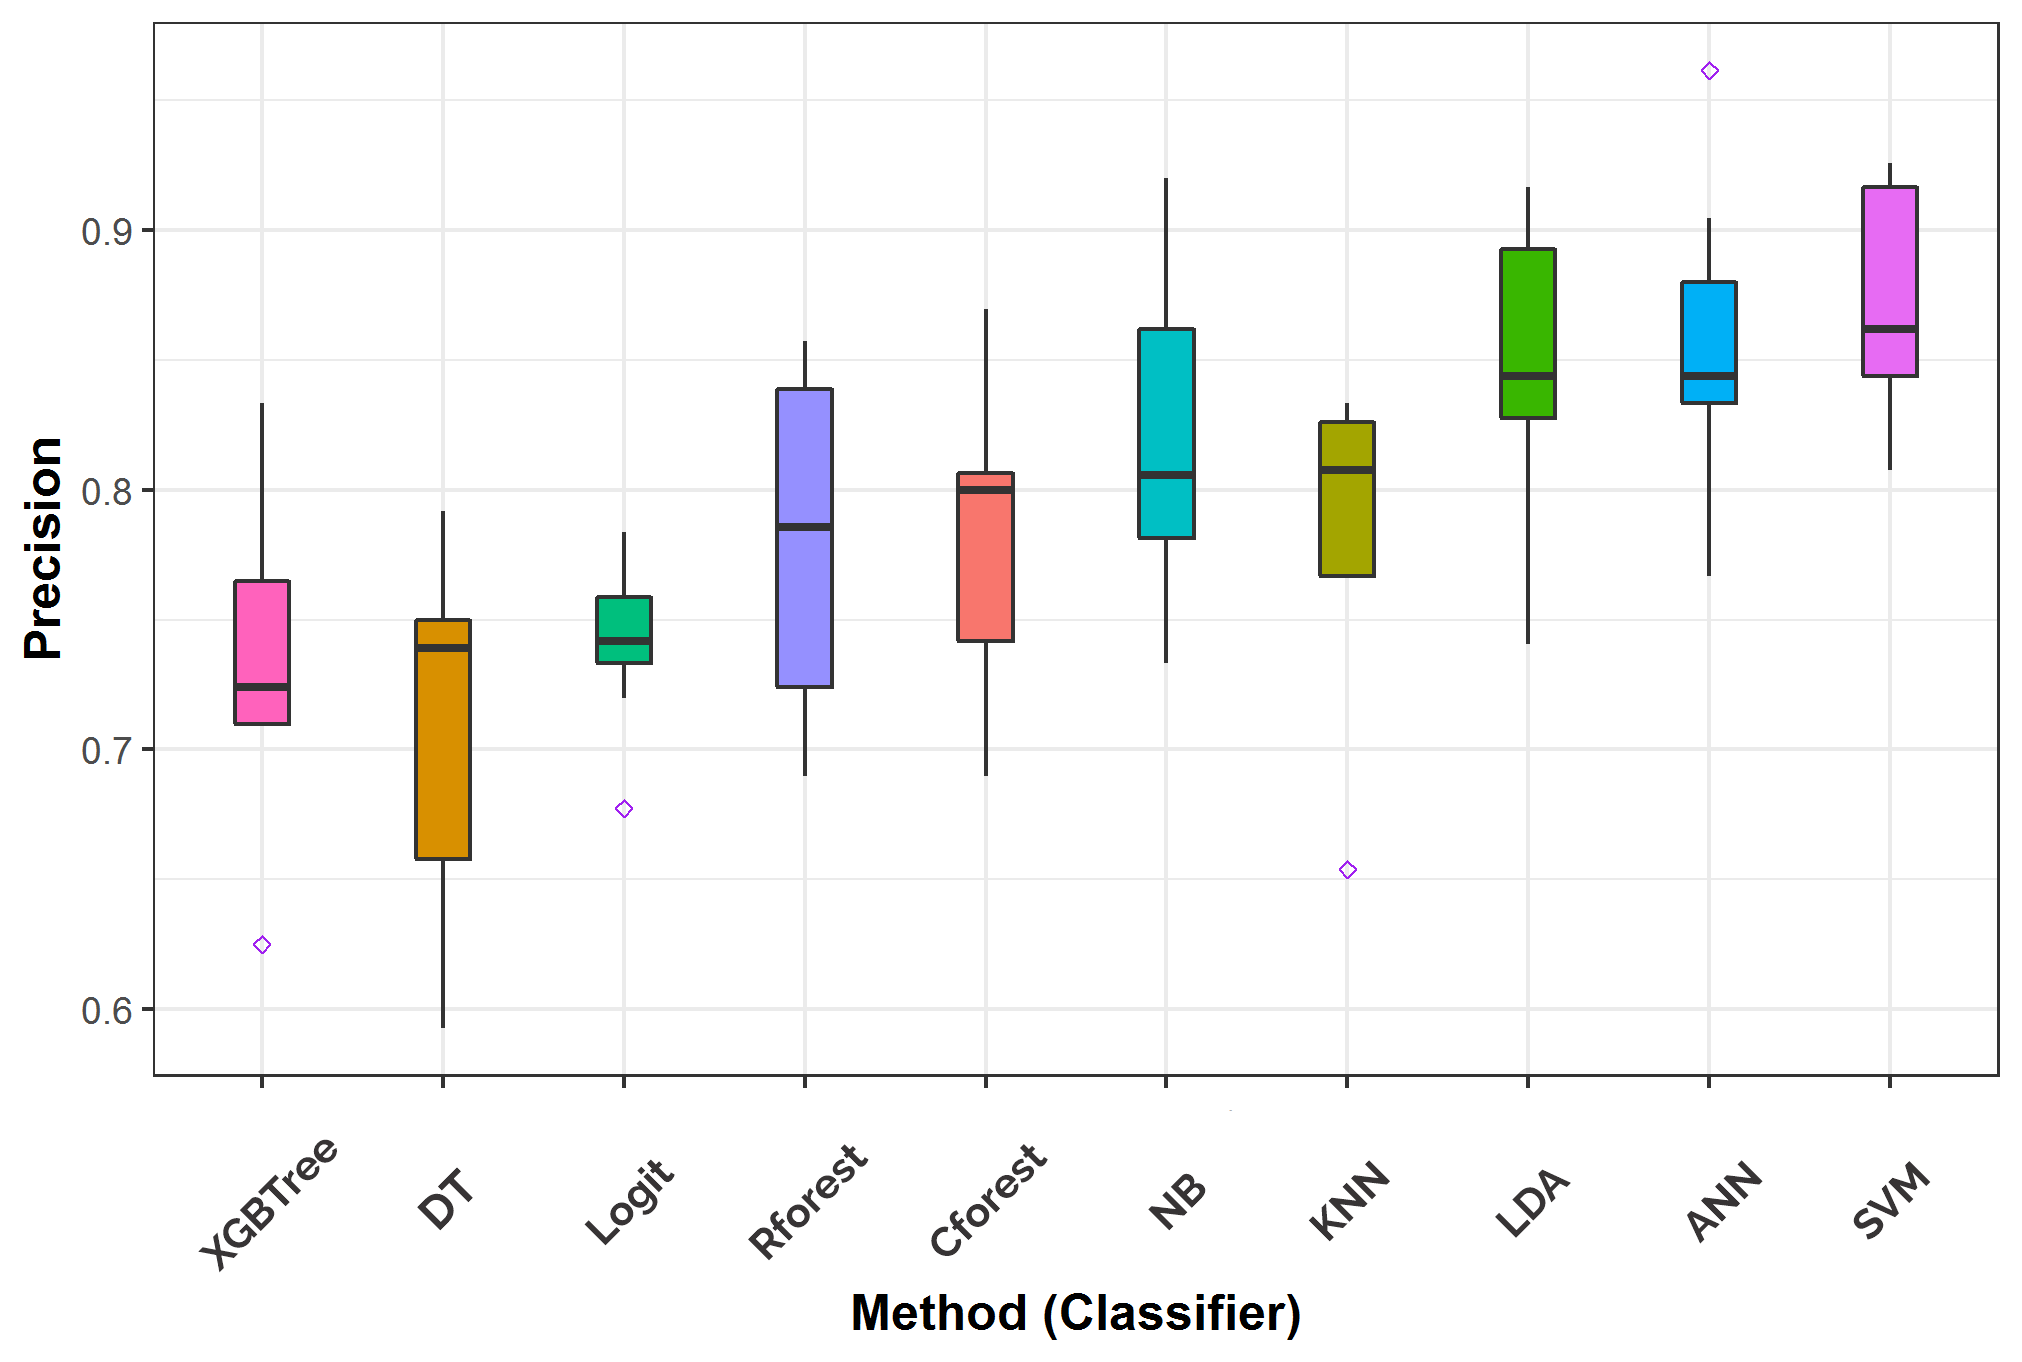 Precision
0.9
0.8
0.7
0.6
XGBTree
DT
Logit
Rforest
Cforest
NB
KNN
LDA
ANN
SVM
Method (Classifier)